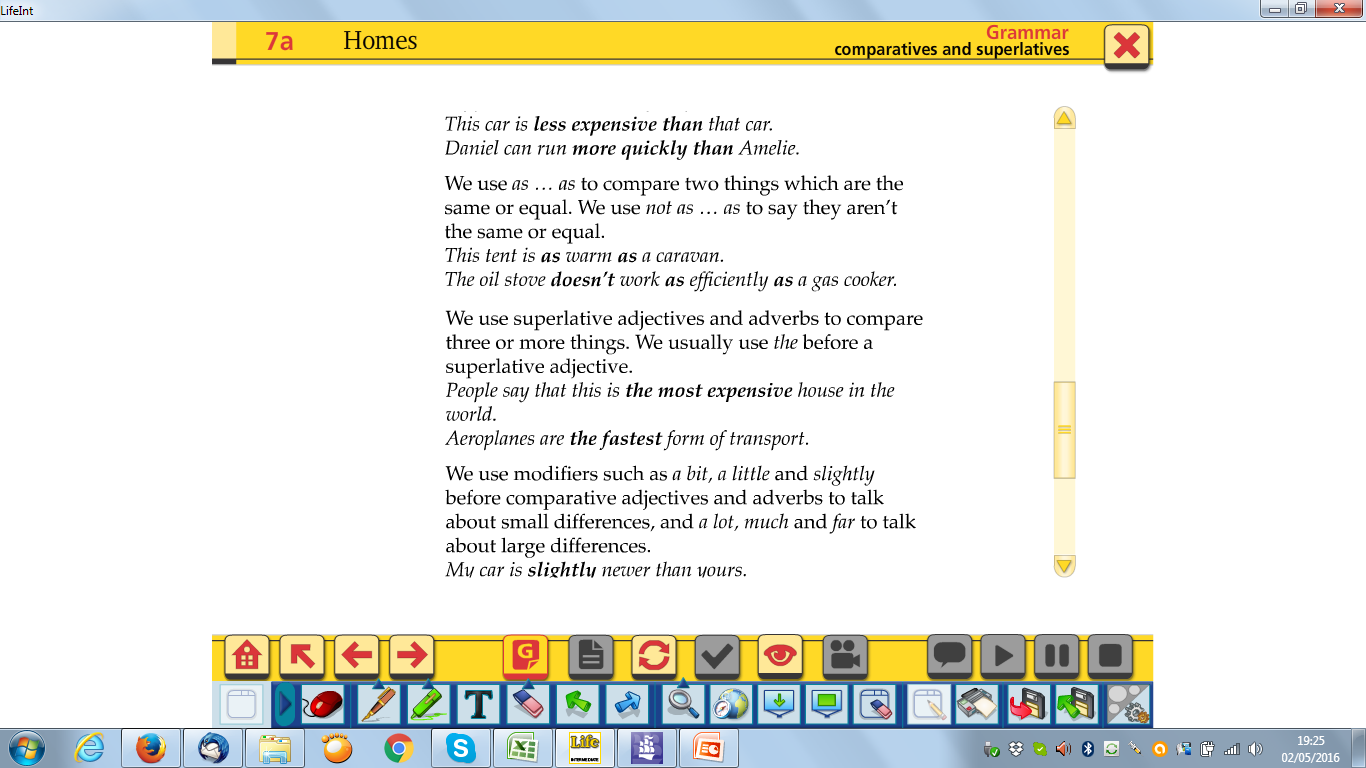 LifeInt
7a Homes
Grammar
comparatives and superlatives
This car is less expensive than that car.
Daniel can run more quickly than Amelie.
We use as … as to compare two things which are the
same or equal. We use not as … as to say they aren’t
the same or equal.
This tent is as warm as a caravan.
The oil stove doesn’t work as efficiently as a gas cooker.
We use superlative adjectives and adverbs to compare
three or more things. We usually use the before a
superlative adjective.
People say that this is the most expensive house in the
world.
Aeroplanes are the fastest form of transport.
We use modifiers such as a bit, a little and slightly
before comparative adjectives and adverbs to talk
about small differences, and a lot, much and far to talk
about large differences.
My car is slightly newer than yours.
G
T
Life
INTERMEDIATE
19:25
02/05/2016